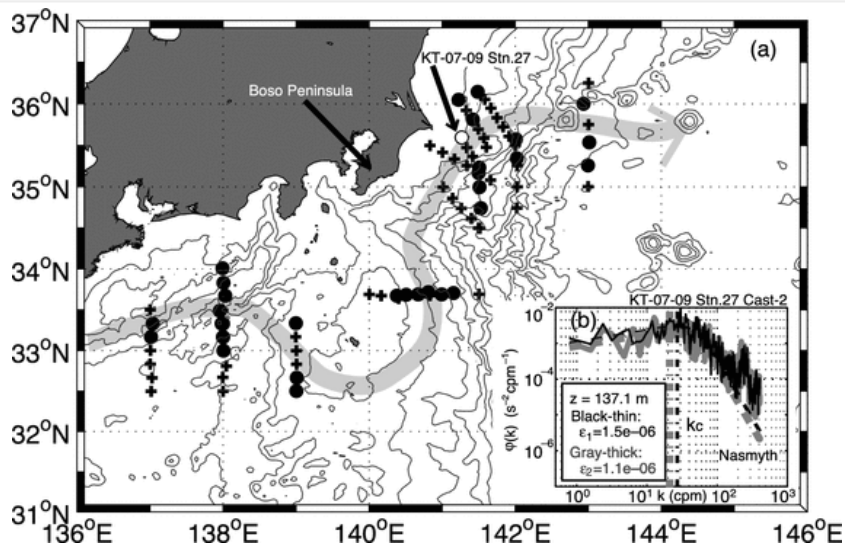 37°N
(a)
KT-07-09 Stn.27
Boso Peninsula
36°N
35°N
34°N
KT-07-09 Stn.27 Cast-2
10⁻²
(b)
33°N
φ(k) (s⁻²cpm⁻¹)
10⁻⁴
z = 137.1 m
Black-thin:
ε₁=1.5e-06
kc
32°N
Gray-thick:
ε₂=1.1e-06
10⁻⁶
Nasmyth
10⁰ 10¹ k (cpm) 10² 10³
31°N
136°E 138°E 140°E 142°E 144°E 146°E